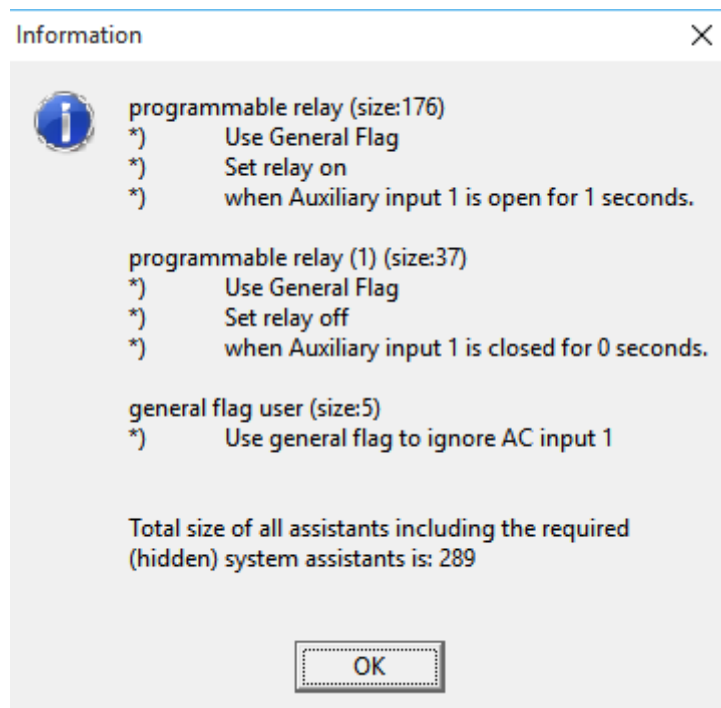 Information
programmable relay (size:176)
*) Use General Flag
*) Set relay on
*) when Auxiliary input 1 is open for 1 seconds.
programmable relay (1) (size:37)
*) Use General Flag
*) Set relay off
*) when Auxiliary input 1 is closed for 0 seconds.
general flag user (size:5)
*) Use general flag to ignore AC input 1
Total size of all assistants including the required
(hidden) system assistants is: 289
OK